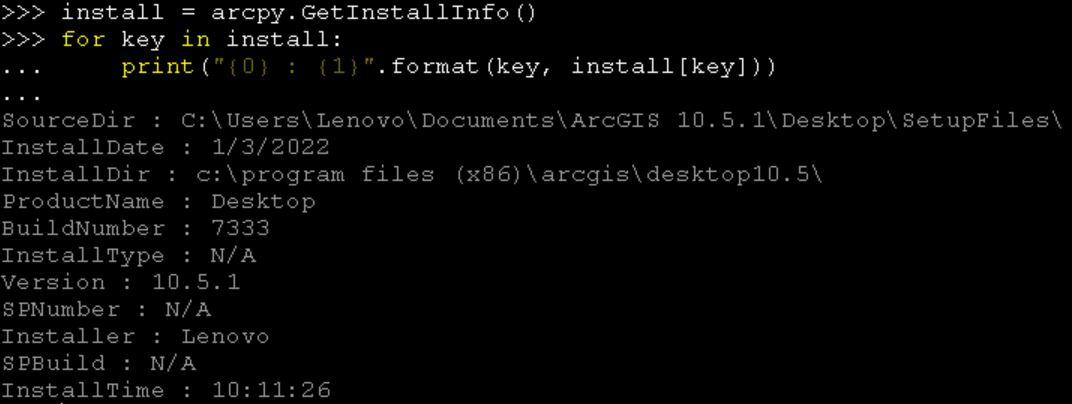 >>> install = arcpy.GetInstallInfo()
>>> for key in install:
...     print("{0} : {1}".format(key, install[key]))
...
SourceDir : C:\Users\Lenovo\Documents\ArcGIS 10.5.1\Desktop\SetupFiles\
InstallDate : 1/3/2022
InstallDir : c:\program files (x86)\arcgis\desktop10.5\
ProductName : Desktop
BuildNumber : 7333
InstallType : N/A
Version : 10.5.1
SPNumber : N/A
Installer : Lenovo
SPBuild : N/A
InstallTime : 10:11:26